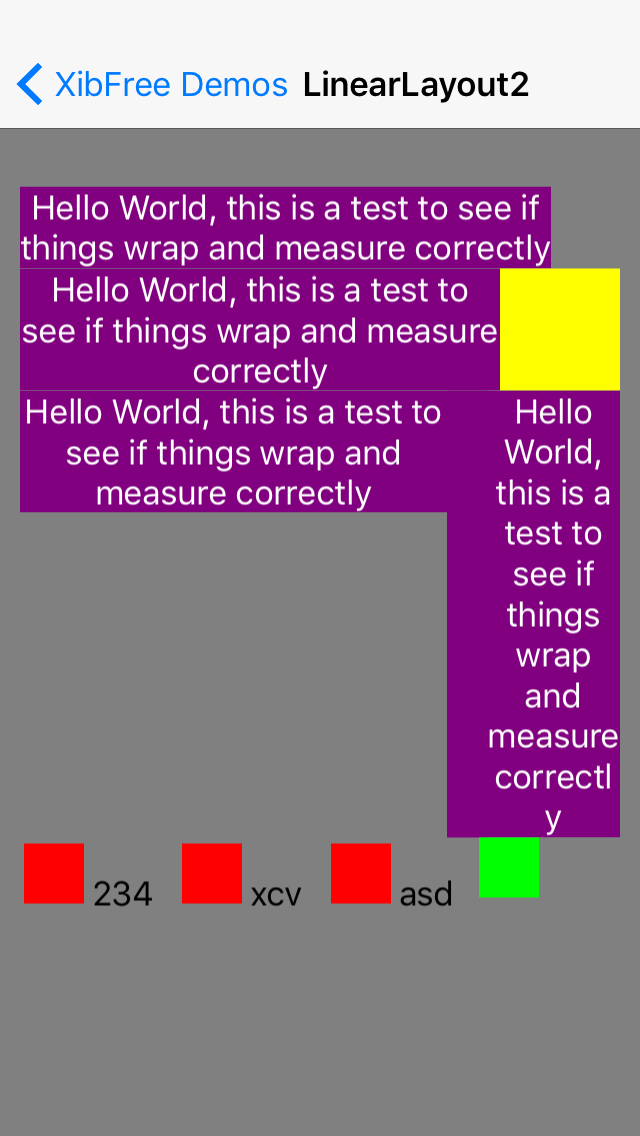 XibFree Demos LinearLayout2
Hello World, this is a test to see if
things wrap and measure correctly
Hello World, this is a test to
see if things wrap and measure
correctly
Hello World, this is a test to
see if things wrap and
measure correctly
Hello
World,
this is a
test to
see if
things
wrap
and
measure
correctl
y
234 xcv asd